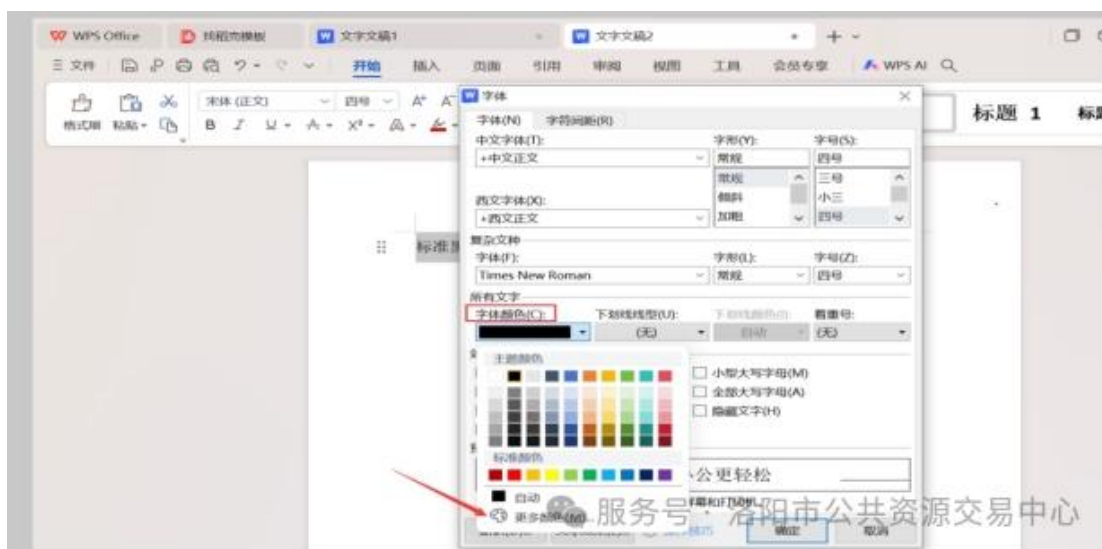 WPS Office 找稻壳模板 文字文稿1 文字文稿2
文件 开始 插入 页面 引用 审阅 视图 工具 会员专享 WPS AI
格式刷 粘贴 宋体 (正文) 四号 A⁺ B I U A X² 标题 1
字体
字体(N) 字符间距(R)
中文字体(T): 字形(Y): 字号(S):
+中文正文 常规 四号
常规 三号
倾斜 小三
西文字体(X):
+西文正文 加粗 四号
标准
复杂文种
字体(F): 字形(L): 字号(Z):
Times New Roman 常规 四号
所有文字
字体颜色(C): 下划线线型(U): 下划线颜色(I): 着重号:
(无) 自动 (无)
主题颜色
小型大写字母(M)
全部大写字母(A)
隐藏文字(H)
标准颜色
公更轻松
自动
更多颜色(M)...
服务号 洛阳市公共资源交易中心
确定 取消